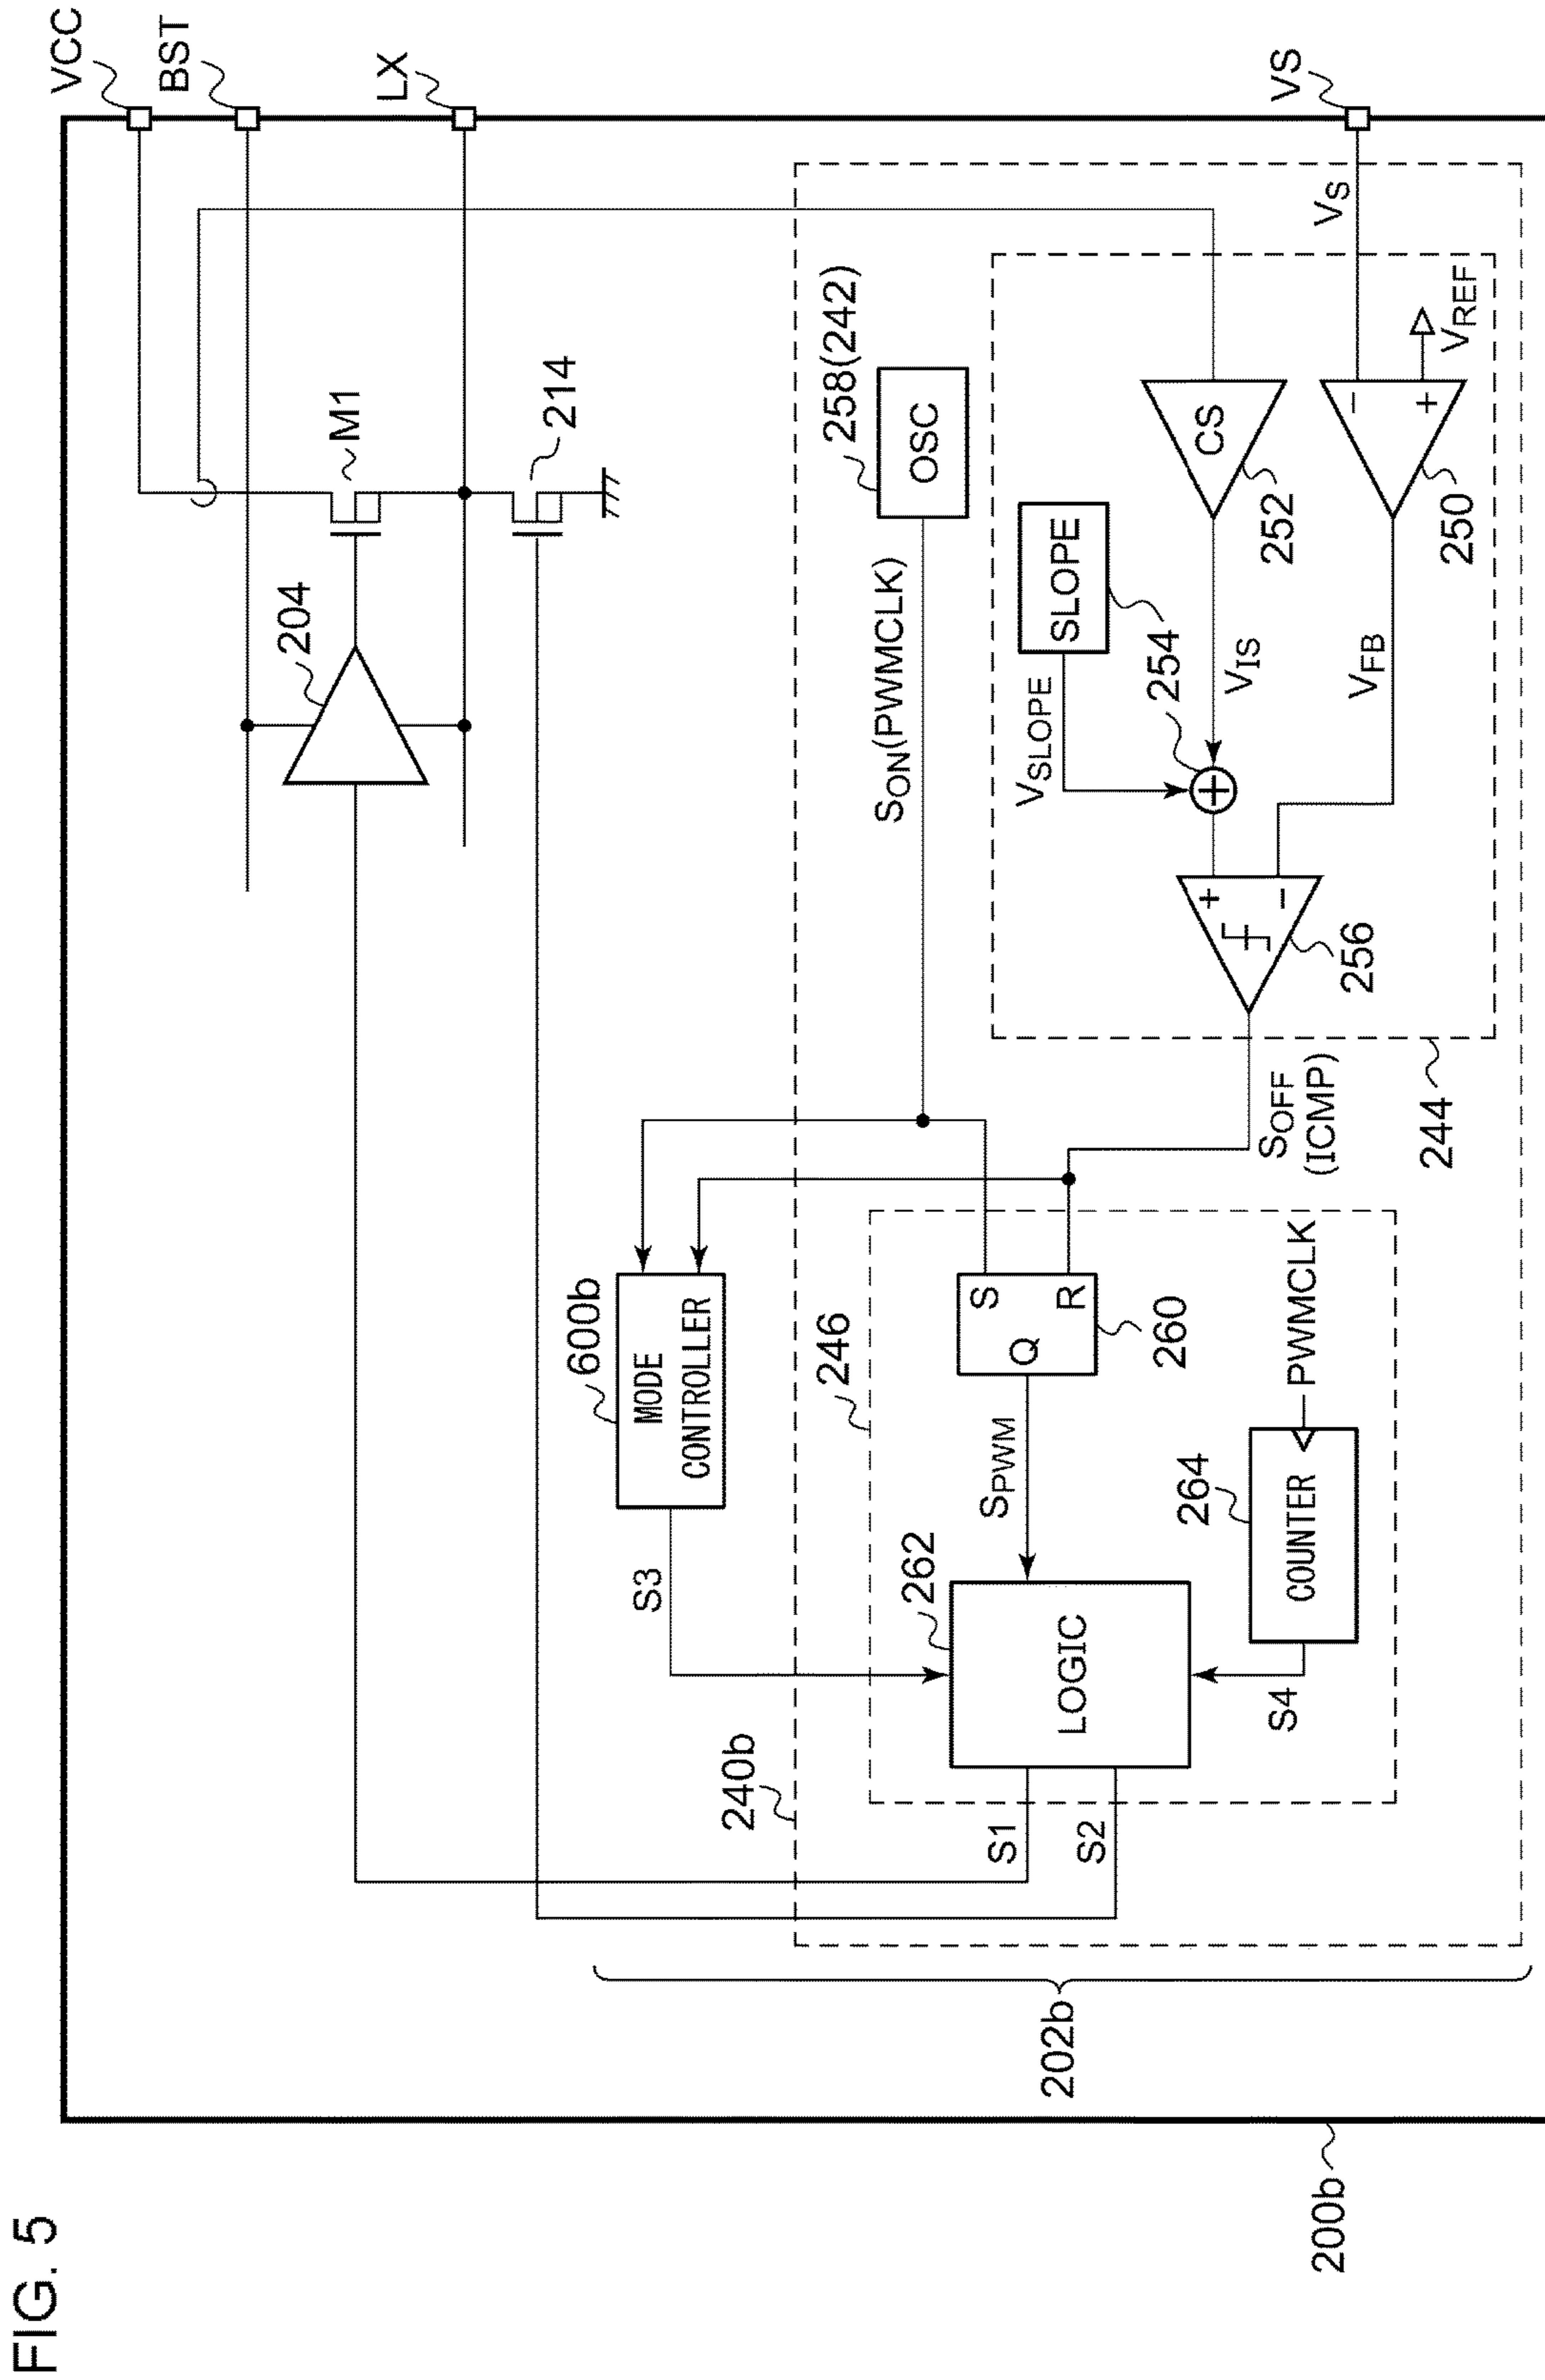 FIG. 5
200b
202b
240b
VCC
BST
LX
VS
M1
204
214
S1
S2
S3
S4
600b
MODE
CONTROLLER
246
262
LOGIC
SPWM
Q
S
R
260
264
COUNTER
PWMCLK
SON(PWMCLK)
258(242)
OSC
SOFF
(ICMP)
244
256
+
−
VSLOPE
SLOPE
254
+
VIS
CS
252
VFB
250
−
+
VREF
VS